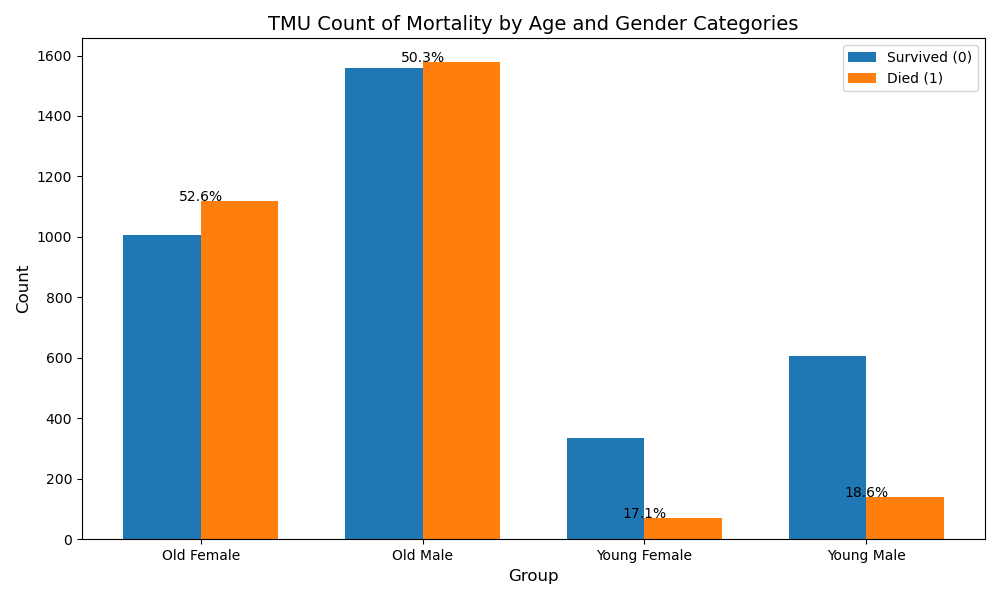 TMU Count of Mortality by Age and Gender Categories
Survived (0)
Died (1)
1600
1400
1200
1000
800
600
400
200
0
Count
52.6%
50.3%
17.1%
18.6%
Old Female
Old Male
Young Female
Young Male
Group